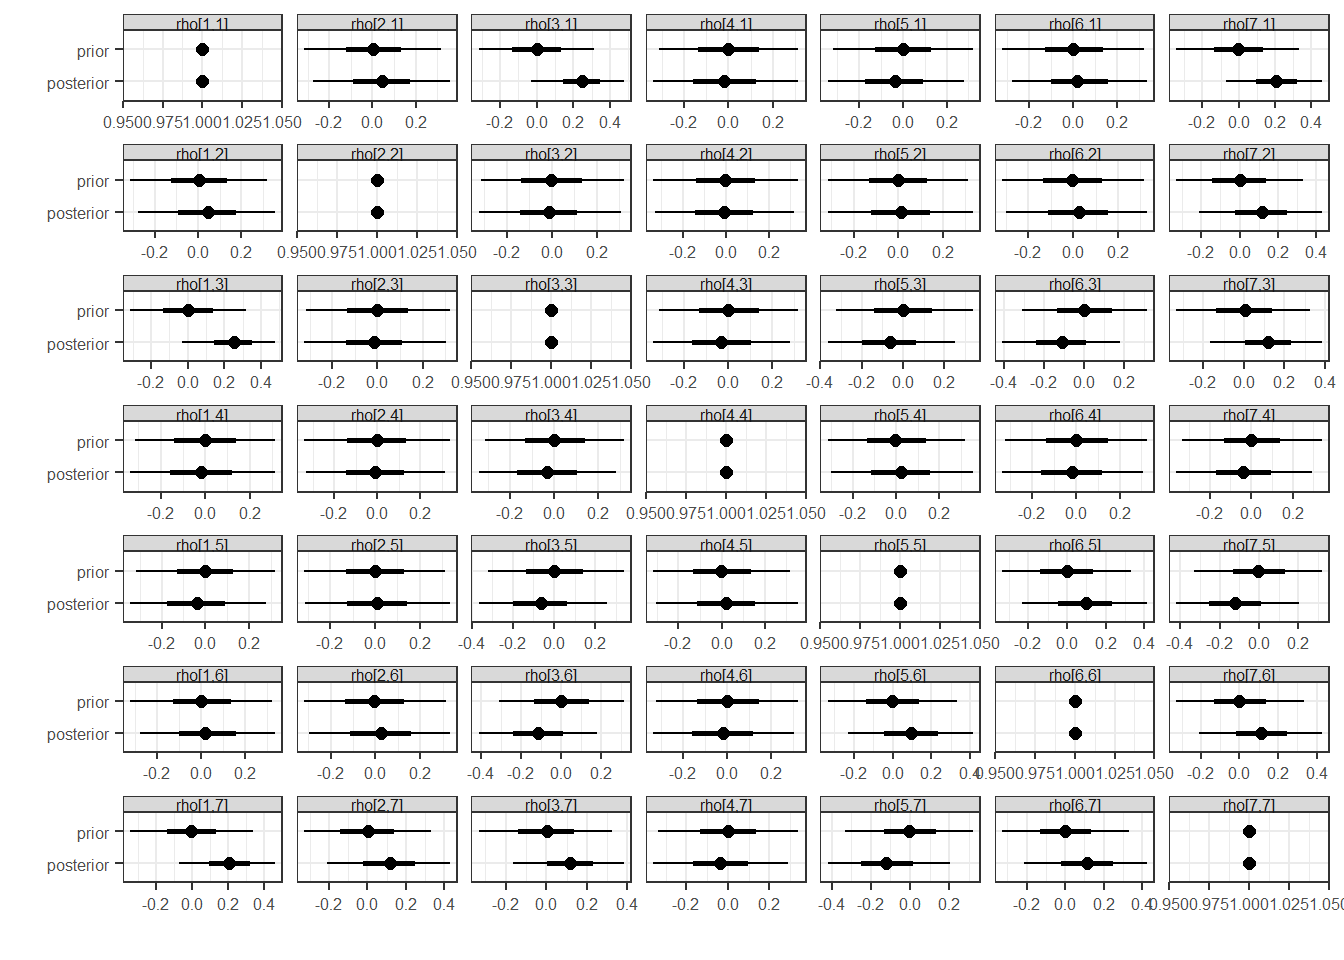 rho[1,1] rho[2,1] rho[3,1] rho[4,1] rho[5,1] rho[6,1] rho[7,1]
prior
posterior
0.9500.9751.0001.0251.050 -0.2 0.0 0.2 -0.2 0.0 0.2 0.4 -0.2 0.0 0.2 -0.2 0.0 0.2 -0.2 0.0 0.2 -0.2 0.0 0.2 0.4
rho[1,2] rho[2,2] rho[3,2] rho[4,2] rho[5,2] rho[6,2] rho[7,2]
prior
posterior
-0.2 0.0 0.2 0.9500.9751.0001.0251.050 -0.2 0.0 0.2 -0.2 0.0 0.2 -0.2 0.0 0.2 -0.2 0.0 0.2 -0.2 0.0 0.2 0.4
rho[1,3] rho[2,3] rho[3,3] rho[4,3] rho[5,3] rho[6,3] rho[7,3]
prior
posterior
-0.2 0.0 0.2 0.4 -0.2 0.0 0.2 0.9500.9751.0001.0251.050 -0.2 0.0 0.2 -0.4 -0.2 0.0 0.2 -0.4 -0.2 0.0 0.2 -0.2 0.0 0.2 0.4
rho[1,4] rho[2,4] rho[3,4] rho[4,4] rho[5,4] rho[6,4] rho[7,4]
prior
posterior
-0.2 0.0 0.2 -0.2 0.0 0.2 -0.2 0.0 0.2 0.9500.9751.0001.0251.050 -0.2 0.0 0.2 -0.2 0.0 0.2 -0.2 0.0 0.2
rho[1,5] rho[2,5] rho[3,5] rho[4,5] rho[5,5] rho[6,5] rho[7,5]
prior
posterior
-0.2 0.0 0.2 -0.2 0.0 0.2 -0.4 -0.2 0.0 0.2 -0.2 0.0 0.2 0.9500.9751.0001.0251.050 -0.2 0.0 0.2 0.4 -0.4 -0.2 0.0 0.2
rho[1,6] rho[2,6] rho[3,6] rho[4,6] rho[5,6] rho[6,6] rho[7,6]
prior
posterior
-0.2 0.0 0.2 -0.2 0.0 0.2 -0.4 -0.2 0.0 0.2 -0.2 0.0 0.2 -0.2 0.0 0.2 0.4 0.9500.9751.0001.0251.050 -0.2 0.0 0.2 0.4
rho[1,7] rho[2,7] rho[3,7] rho[4,7] rho[5,7] rho[6,7] rho[7,7]
prior
posterior
-0.2 0.0 0.2 0.4 -0.2 0.0 0.2 0.4 -0.2 0.0 0.2 0.4 -0.2 0.0 0.2 -0.4 -0.2 0.0 0.2 -0.2 0.0 0.2 0.4 0.9500.9751.0001.0251.050